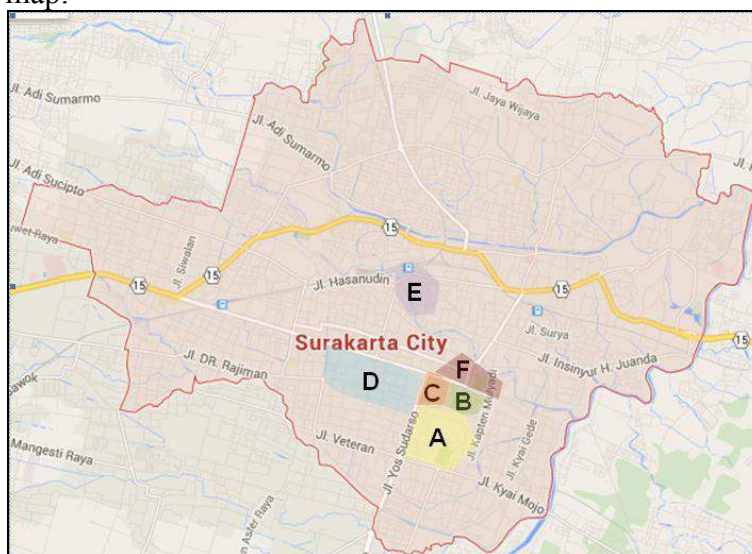 map:
Jl. Adi Sumarmo
Jl. Jaya Wijaya
Jl. Adi Sumarmo
Jl. Adi Sucipto
Jl. Siwalan
15
15
15
15
15
Jl. Hasanudin
E
Jl. Surya
Surakarta City
Jl. Insinyur H. Juanda
Jl. DR. Rajiman
D
F
C
B
A
Jl. Veteran
Jl. Yos Sudarso
Jl. Kapten Mulyadi
Jl. Kyai Gede
Jl. Kyai Mojo
Mangesti Raya
Aster Raya